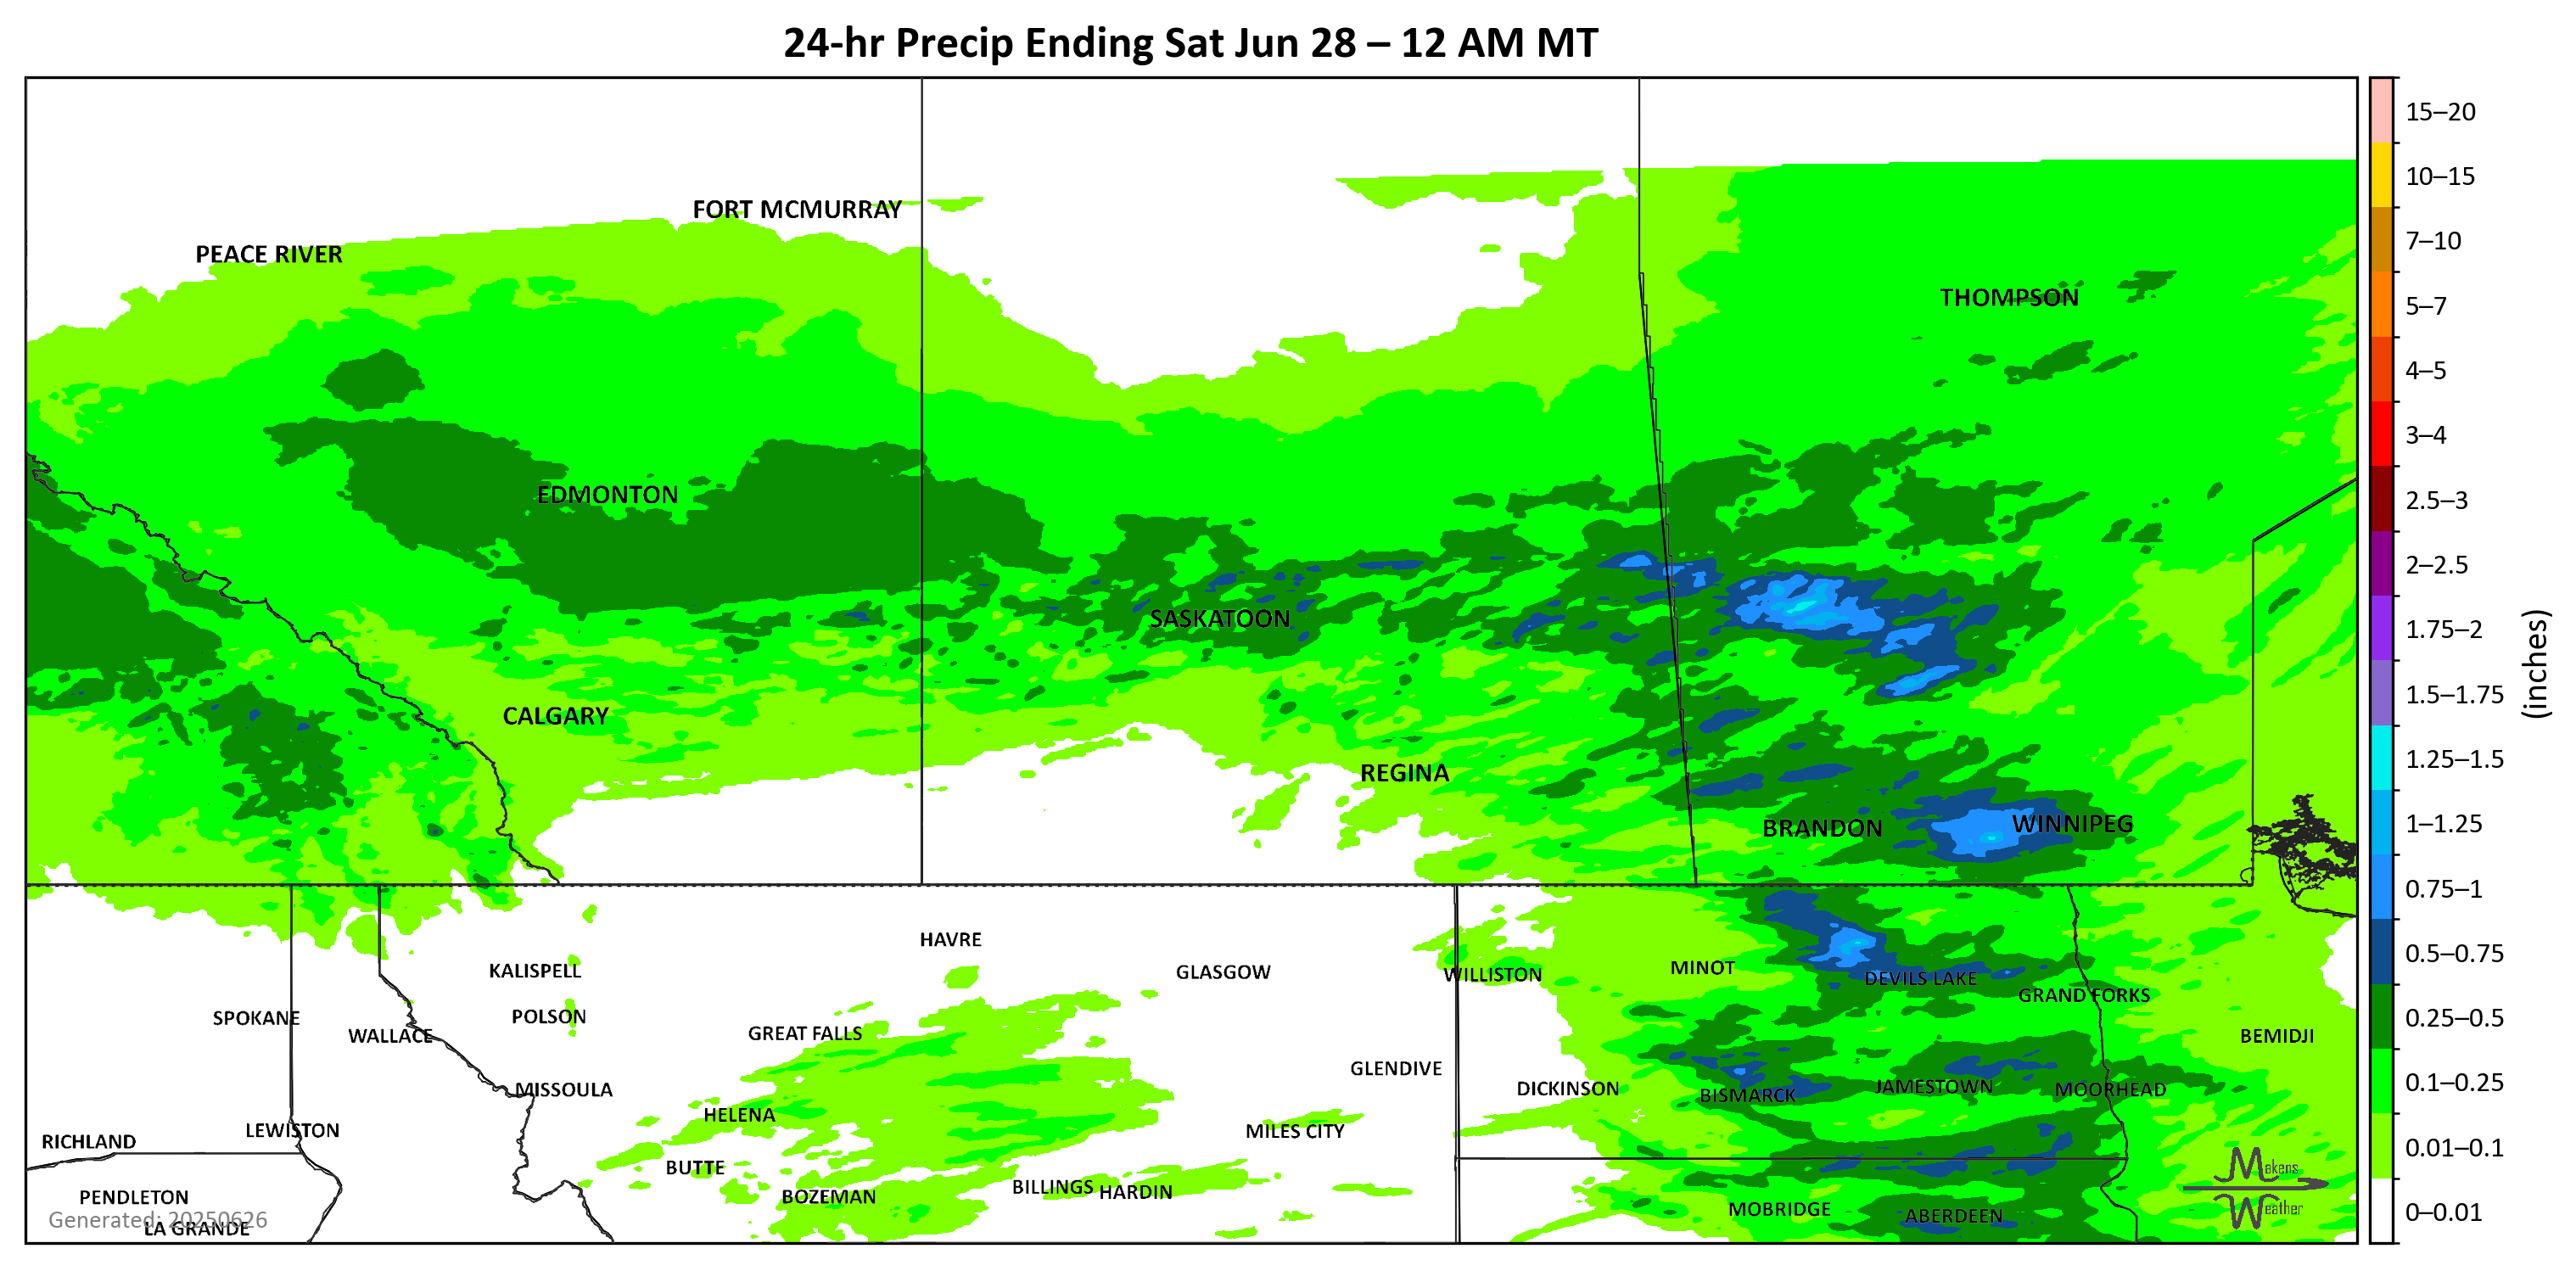 24-hr Precip Ending Sat Jun 28 – 12 AM MT
FORT MCMURRAY
PEACE RIVER
THOMPSON
EDMONTON
SASKATOON
CALGARY
REGINA
BRANDON
WINNIPEG
HAVRE
KALISPELL
GLASGOW
WILLISTON
MINOT
DEVILS LAKE
GRAND FORKS
SPOKANE
POLSON
WALLACE
GREAT FALLS
BEMIDJI
GLENDIVE
MISSOULA
DICKINSON
BISMARCK
JAMESTOWN
MOORHEAD
HELENA
LEWISTON
RICHLAND
MILES CITY
BUTTE
BOZEMAN
BILLINGS
HARDIN
PENDLETON
MOBRIDGE
ABERDEEN
Generated: 20250626
LA GRANDE
Makens
Weather
15–20
10–15
7–10
5–7
4–5
3–4
2.5–3
2–2.5
1.75–2
1.5–1.75
1.25–1.5
1–1.25
0.75–1
0.5–0.75
0.25–0.5
0.1–0.25
0.01–0.1
0–0.01
(inches)